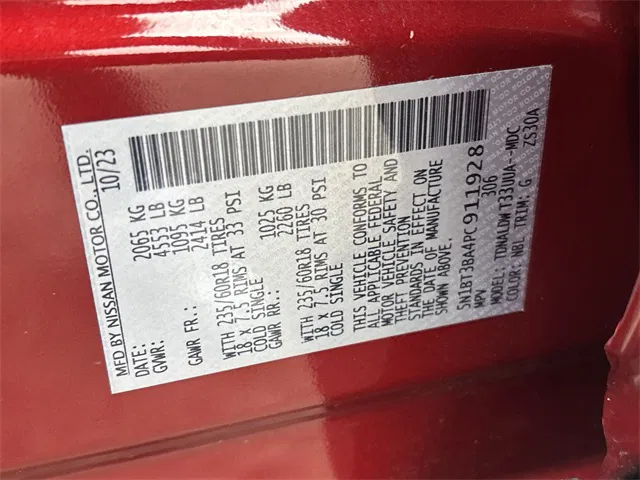 MFD BY NISSAN MOTOR CO., LTD.
DATE: 10/23
GVWR: 2065 KG
4553 LB
GAWR FR.: 1095 KG
2414 LB
WITH 235/60R18 TIRES
18 X 7.5 RIMS AT 33 PSI
COLD SINGLE
GAWR RR.: 1025 KG
2260 LB
WITH 235/60R18 TIRES
18 X 7.5 RIMS AT 30 PSI
COLD SINGLE
THIS VEHICLE CONFORMS TO
ALL APPLICABLE FEDERAL
MOTOR VEHICLE SAFETY AND
THEFT PREVENTION
STANDARDS IN EFFECT ON
THE DATE OF MANUFACTURE
SHOWN ABOVE.
5N1BT3BA4PC911928
MPV 306
MODEL: TDNALDWT33UUA--MDC
COLOR: NBL TRIM: G ZS30A